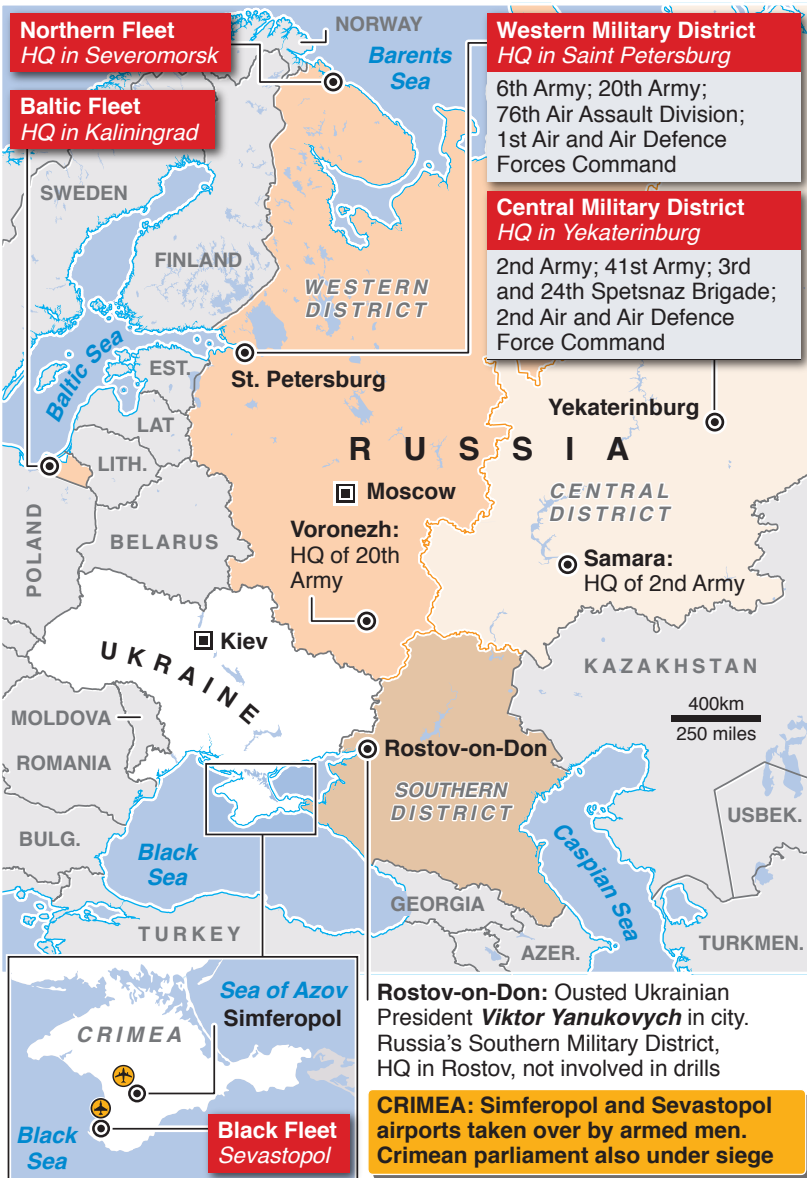 Northern Fleet
HQ in Severomorsk
Baltic Fleet
HQ in Kaliningrad
NORWAY
Barents
Sea
Western Military District
HQ in Saint Petersburg
6th Army; 20th Army;
76th Air Assault Division;
1st Air and Air Defence
Forces Command
Central Military District
HQ in Yekaterinburg
2nd Army; 41st Army; 3rd
and 24th Spetsnaz Brigade;
2nd Air and Air Defence
Force Command
SWEDEN
FINLAND
WESTERN
DISTRICT
Baltic Sea
EST.
St. Petersburg
LAT
LITH.
Yekaterinburg
RUSSIA
Moscow
CENTRAL
DISTRICT
POLAND
BELARUS
Voronezh:
HQ of 20th
Army
Samara:
HQ of 2nd Army
Kiev
UKRAINE
KAZAKHSTAN
MOLDOVA
400km
250 miles
ROMANIA
Rostov-on-Don
SOUTHERN
DISTRICT
USBEK.
BULG.
Black
Sea
Caspian Sea
GEORGIA
TURKEY
AZER.
TURKMEN.
Sea of Azov
Simferopol
CRIMEA
Black
Sea
Black Fleet
Sevastopol
Rostov-on-Don: Ousted Ukrainian
President Viktor Yanukovych in city.
Russia's Southern Military District,
HQ in Rostov, not involved in drills
CRIMEA: Simferopol and Sevastopol
airports taken over by armed men.
Crimean parliament also under siege